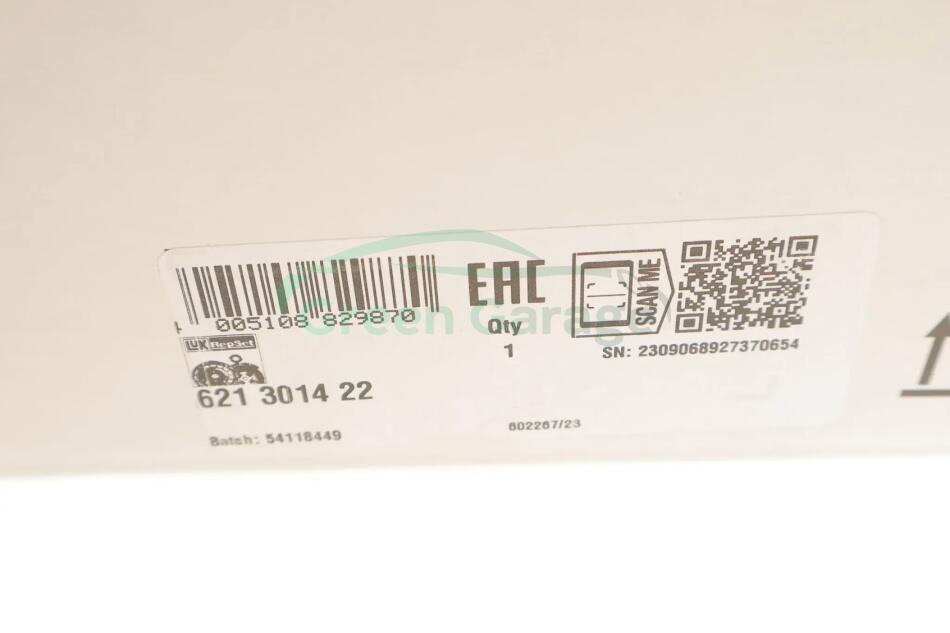 4 005108 829870
EAC
SCAN ME
Green Garage
Qty
1
SN: 2309068927370654
LUK RepSet
621 3014 22
Batch: 54118449
602267/23